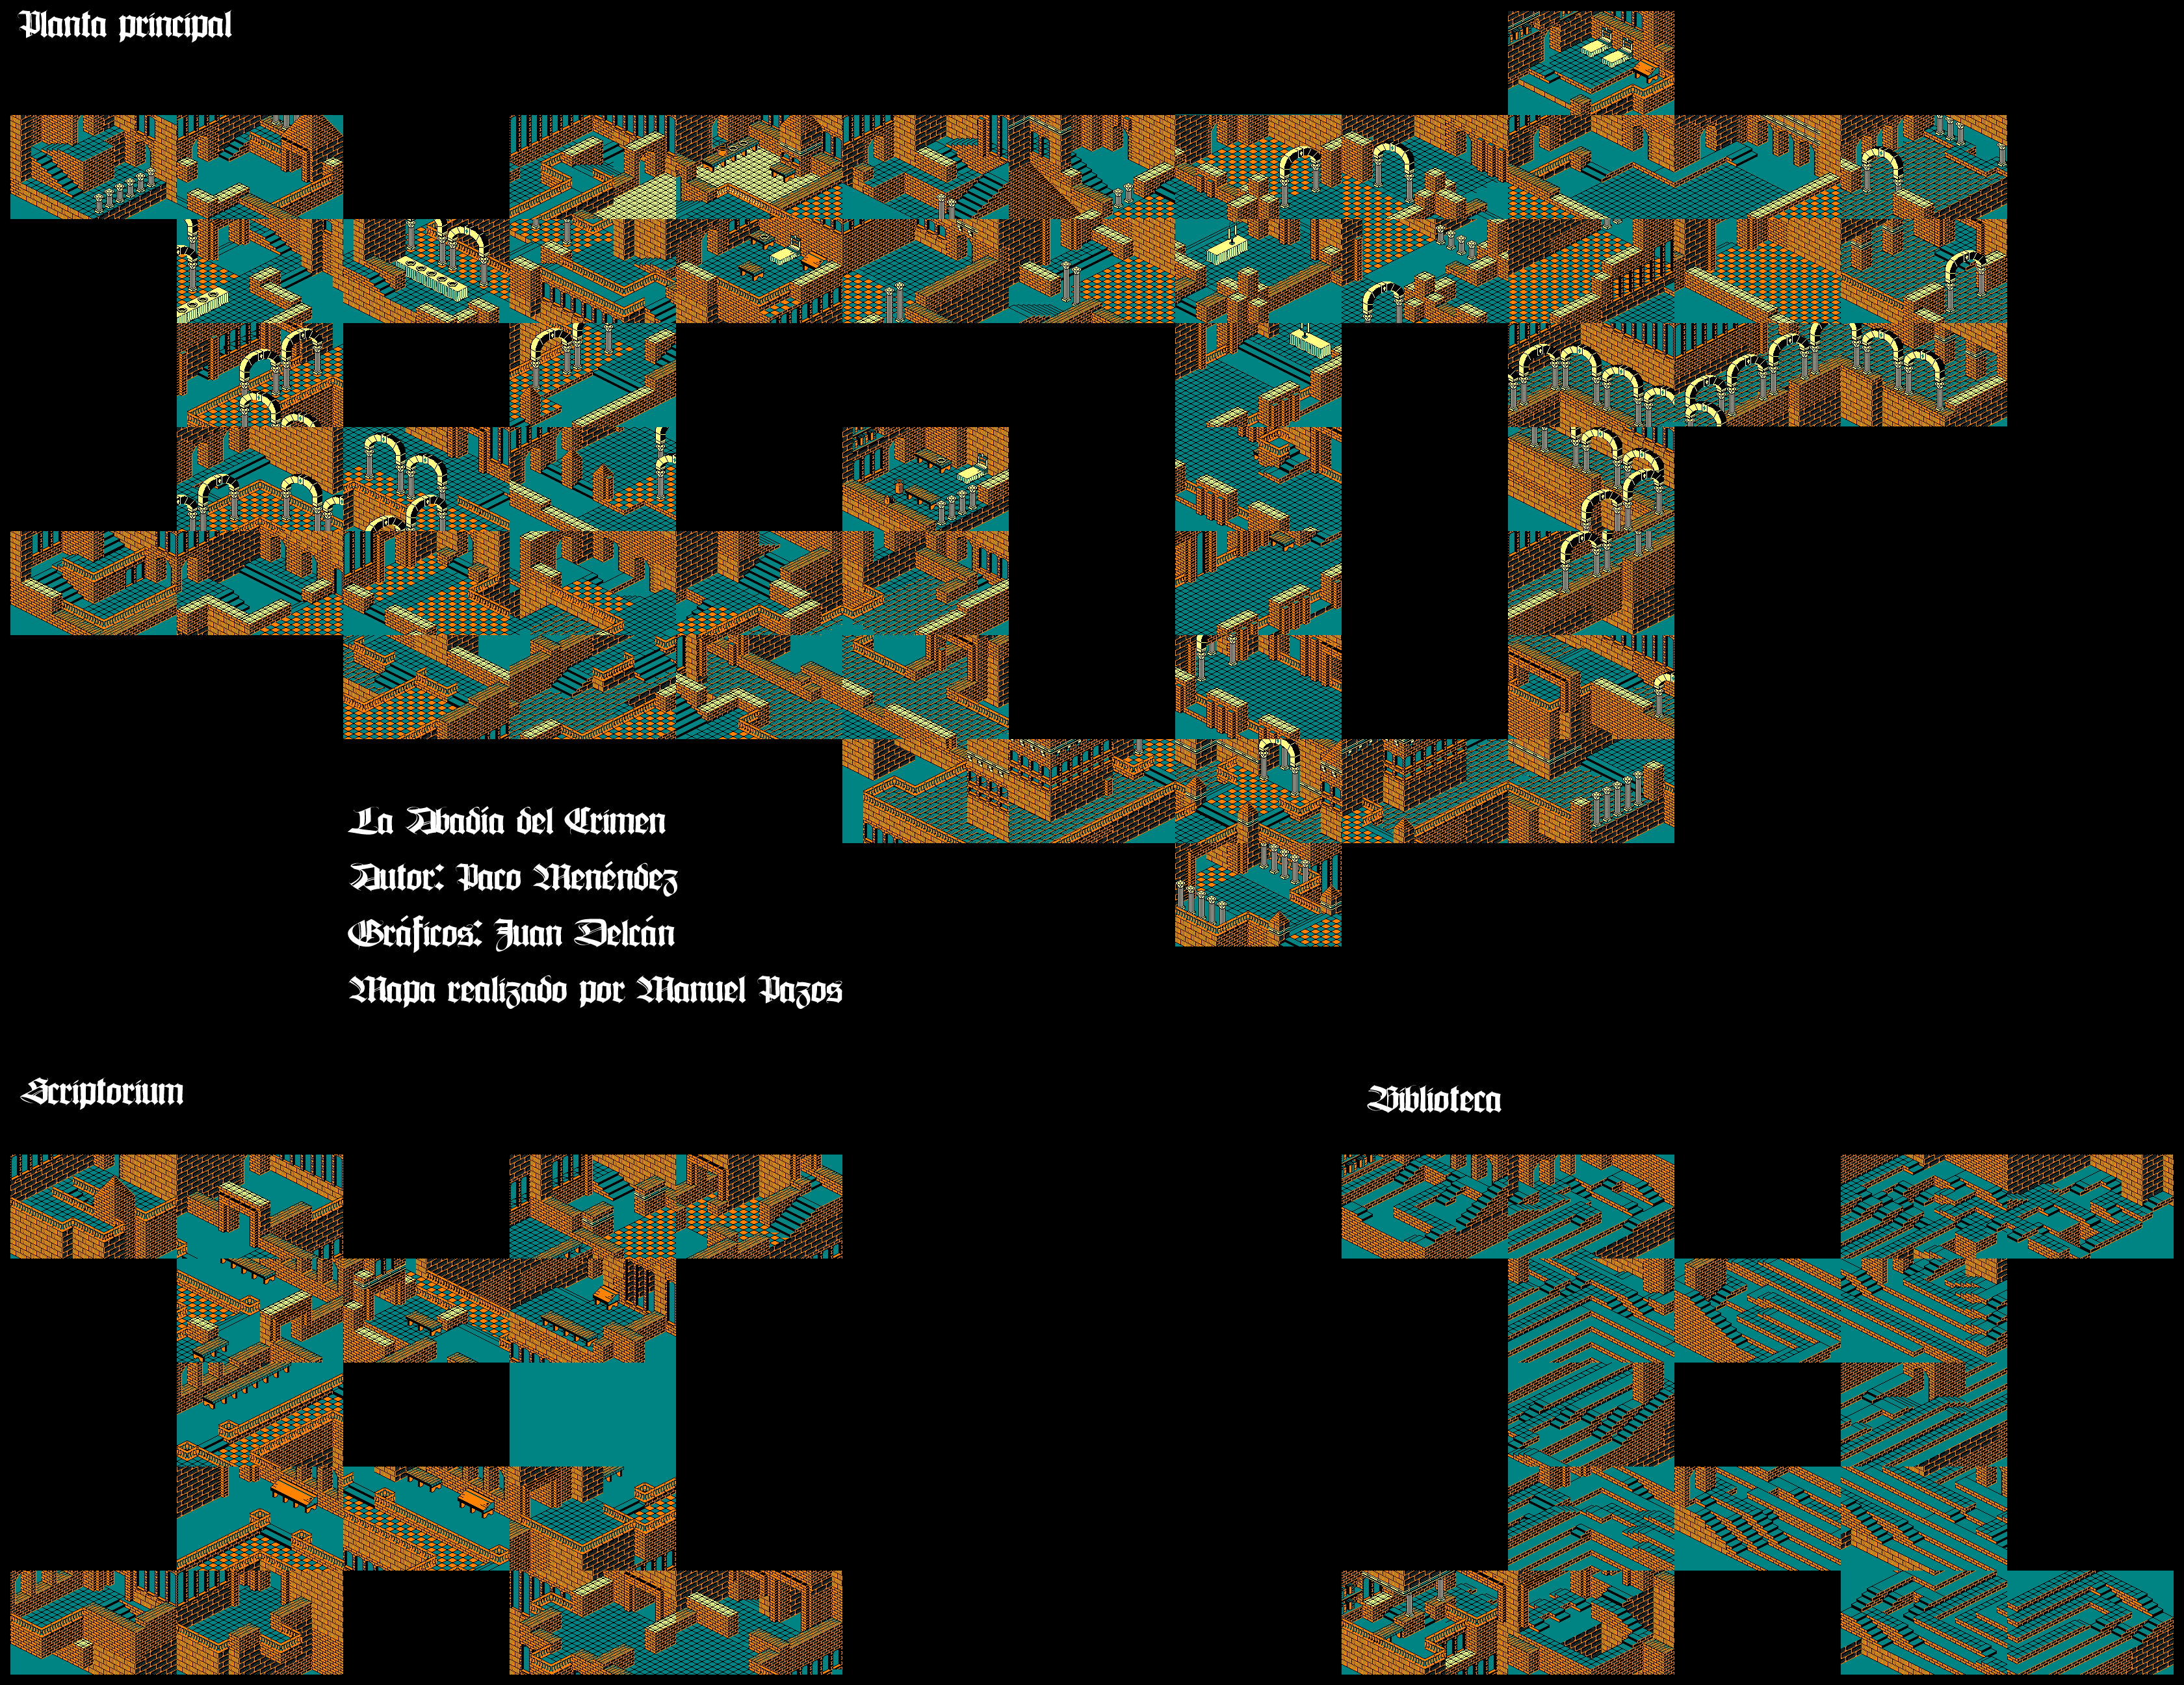 Planta principal
La Abadía del Crimen
Autor: Paco Menéndez
Gráficos: Juan Delcán
Mapa realizado por Manuel Pazos
Scriptorium
Biblioteca